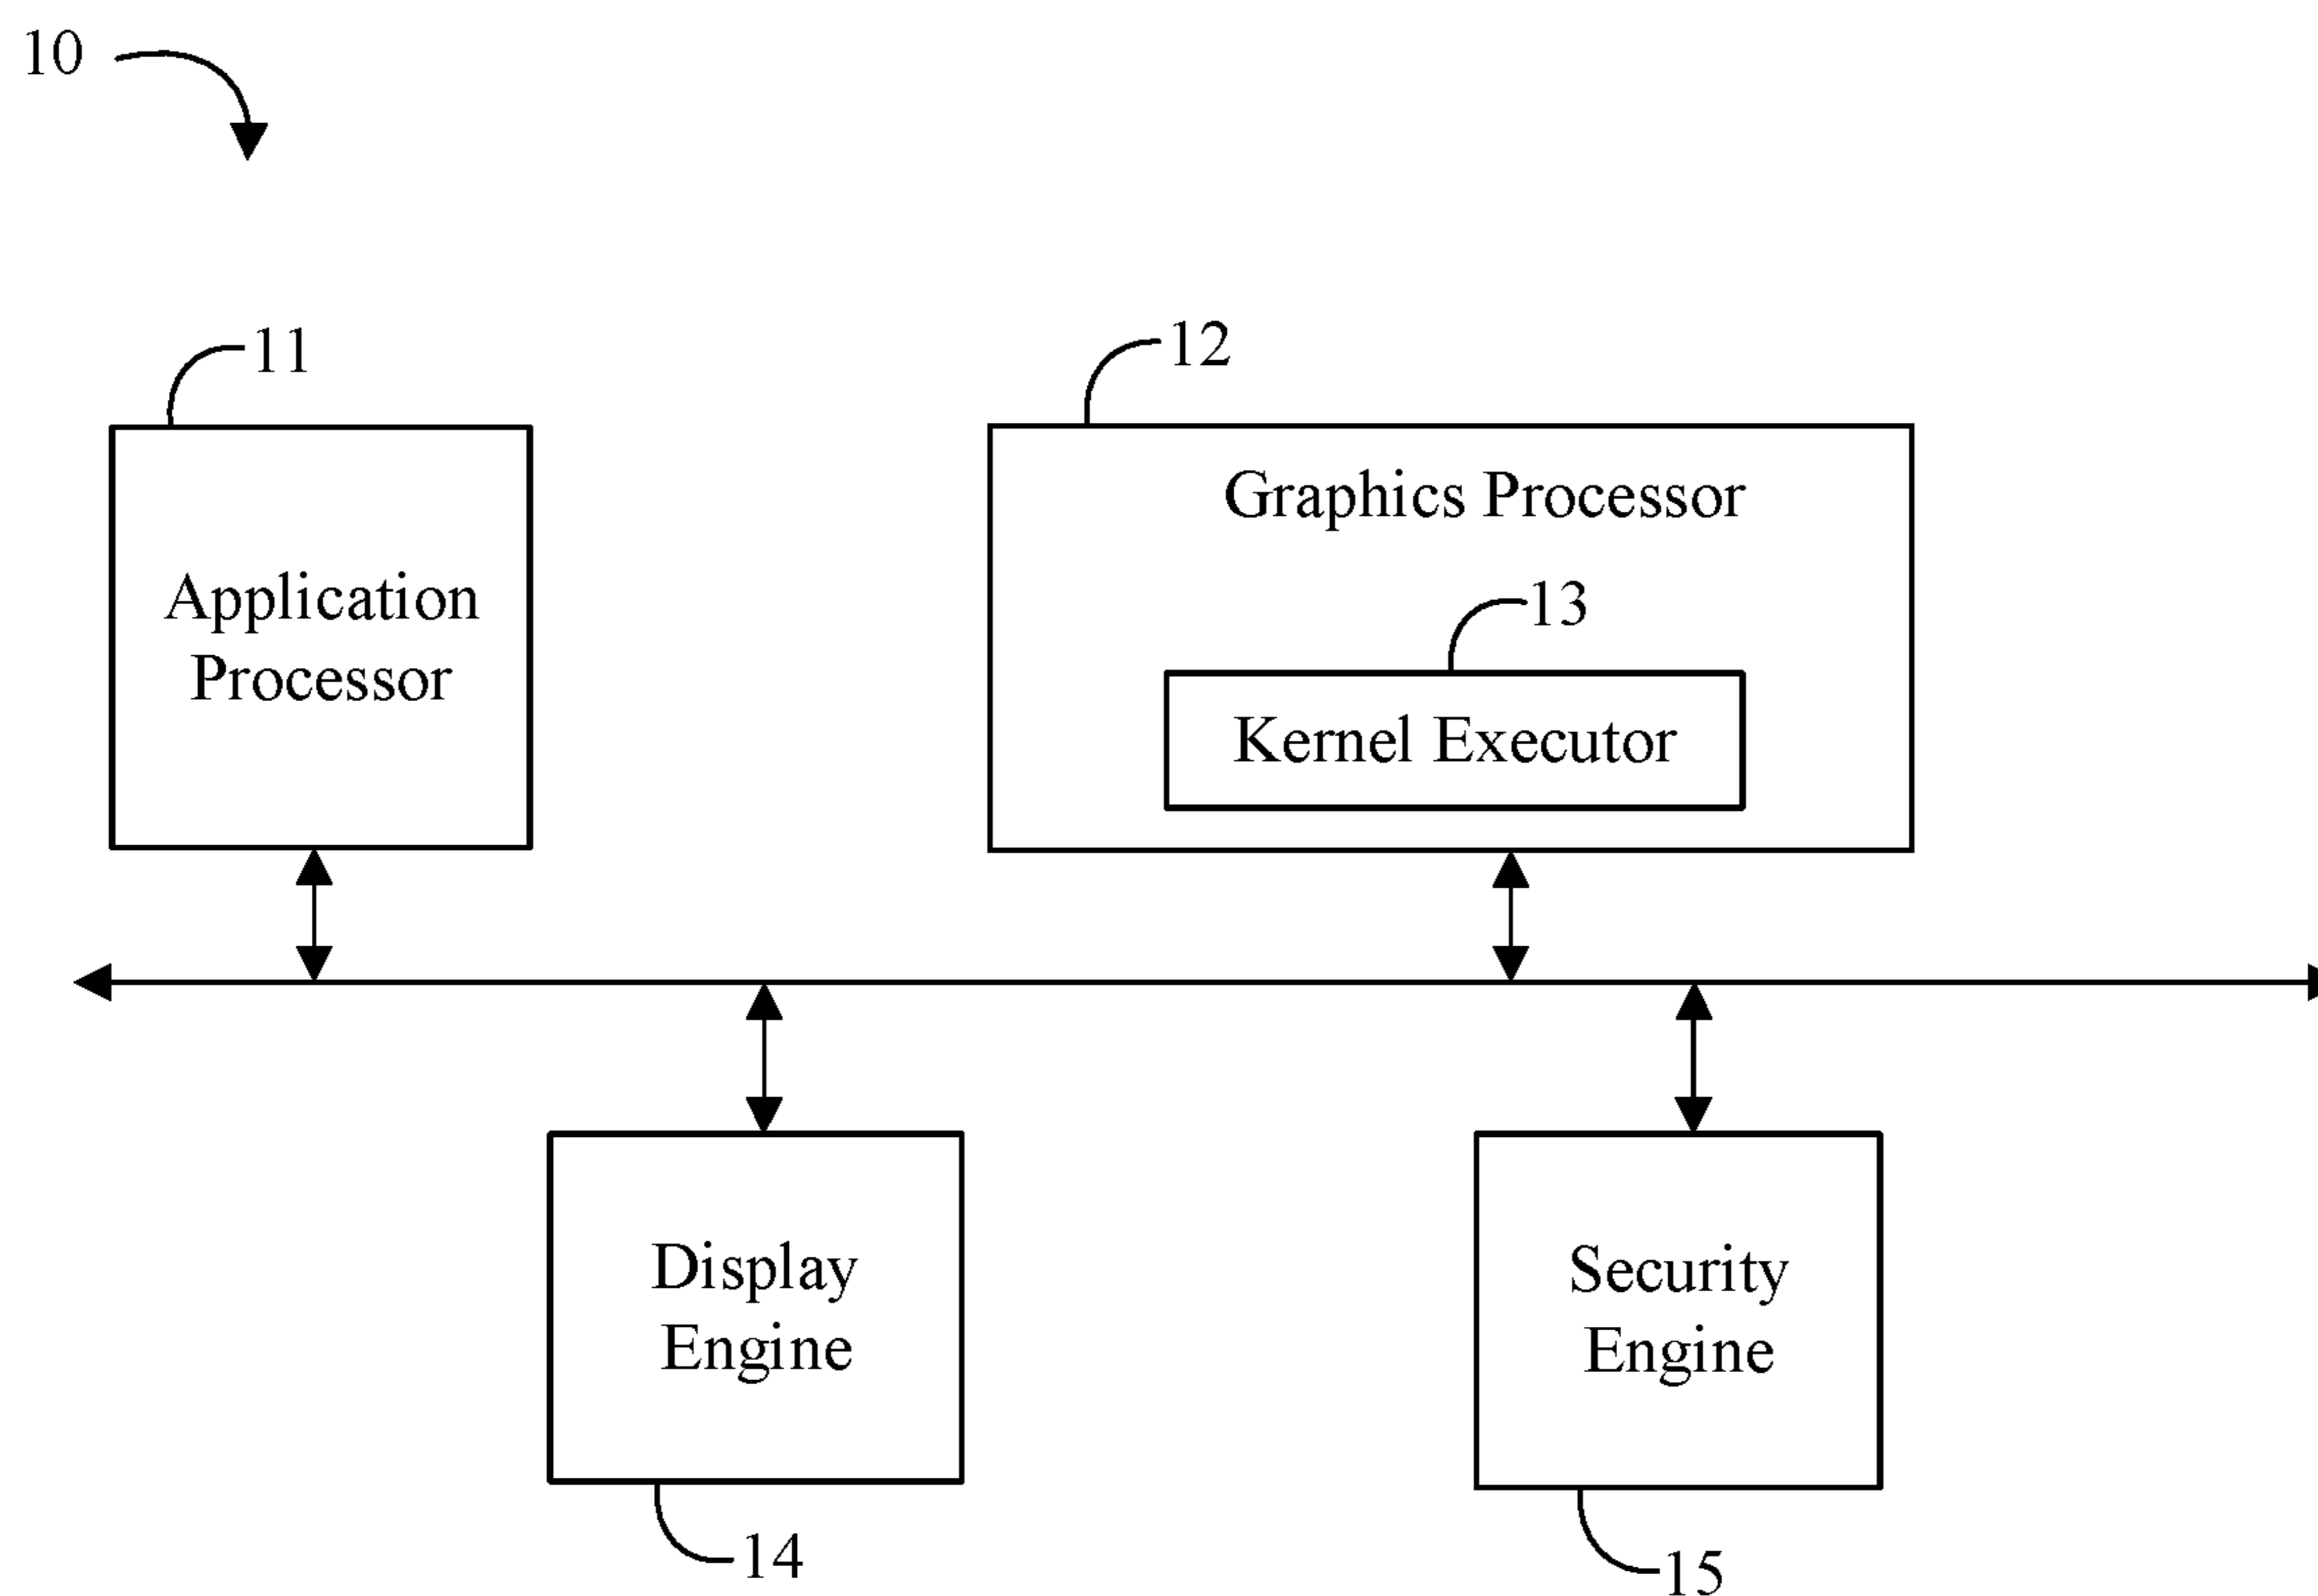 10
11
12
Graphics Processor
Application
Processor
13
Kernel Executor
Display
Engine
Security
Engine
14
15